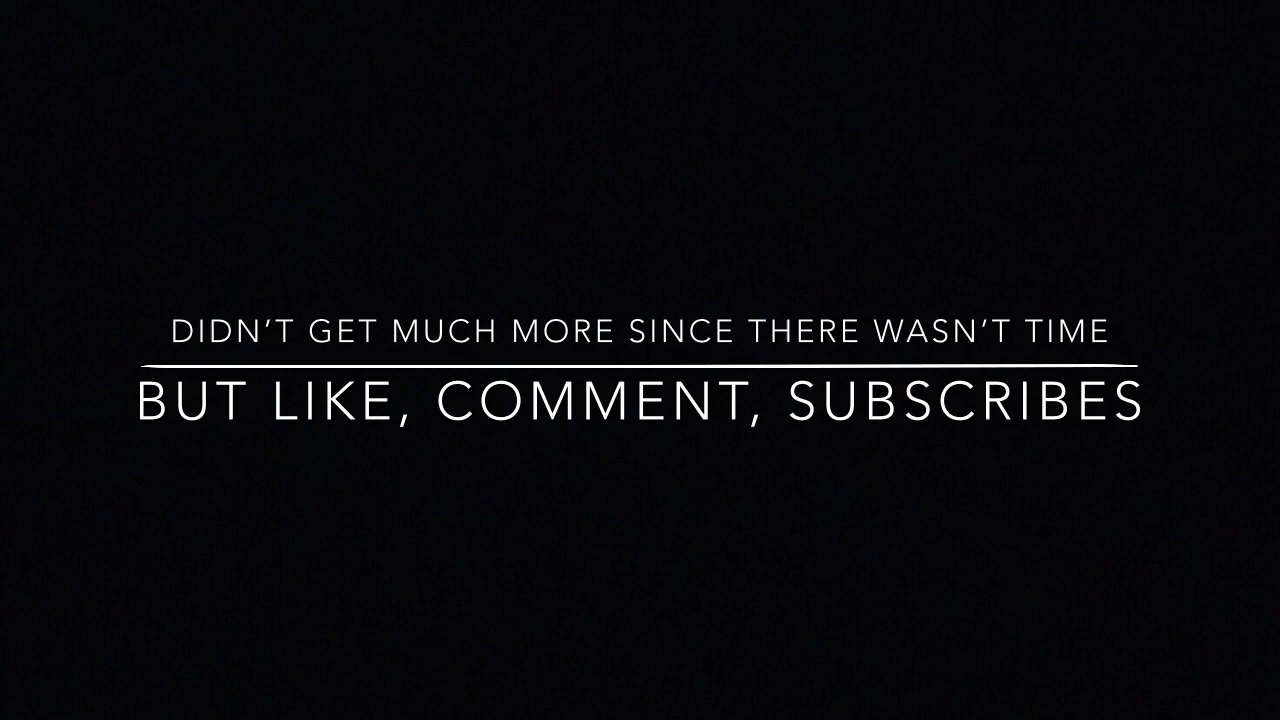 DIDN’T GET MUCH MORE SINCE THERE WASN’T TIME
BUT LIKE, COMMENT, SUBSCRIBES